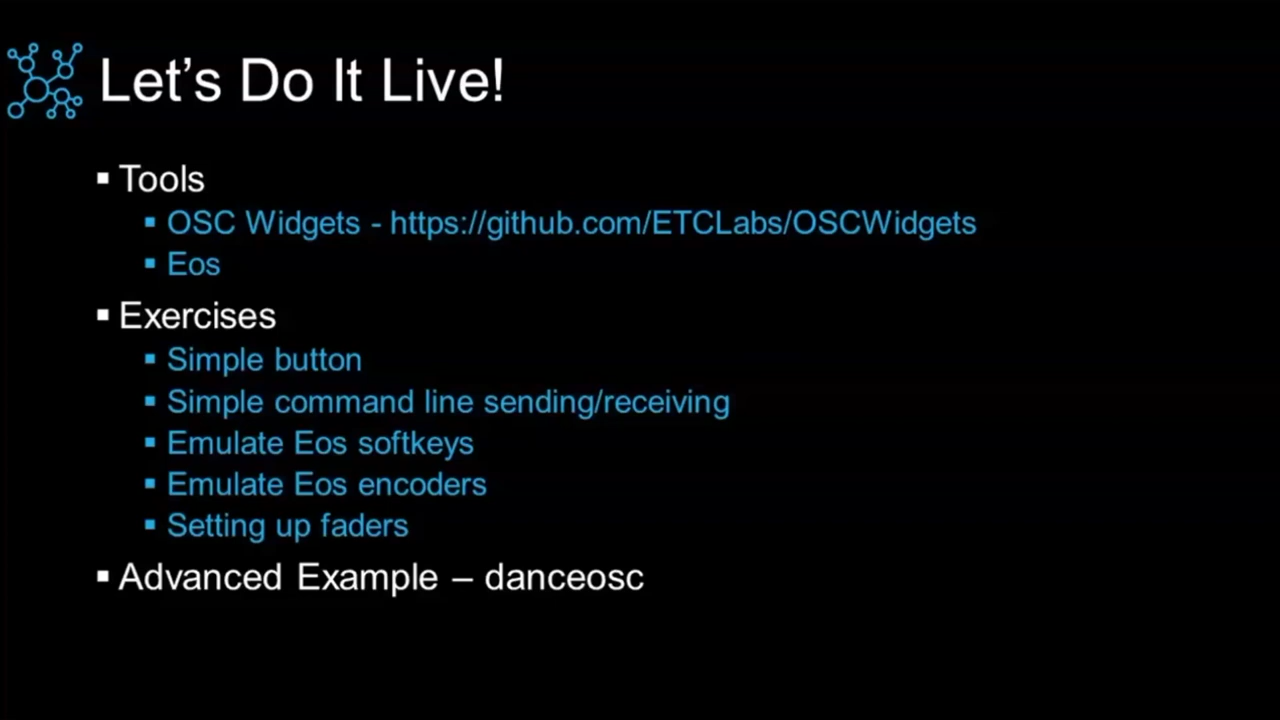 Let's Do It Live!
▪ Tools
▪ OSC Widgets - https://github.com/ETCLabs/OSCWidgets
▪ Eos
▪ Exercises
▪ Simple button
▪ Simple command line sending/receiving
▪ Emulate Eos softkeys
▪ Emulate Eos encoders
▪ Setting up faders
▪ Advanced Example – danceosc